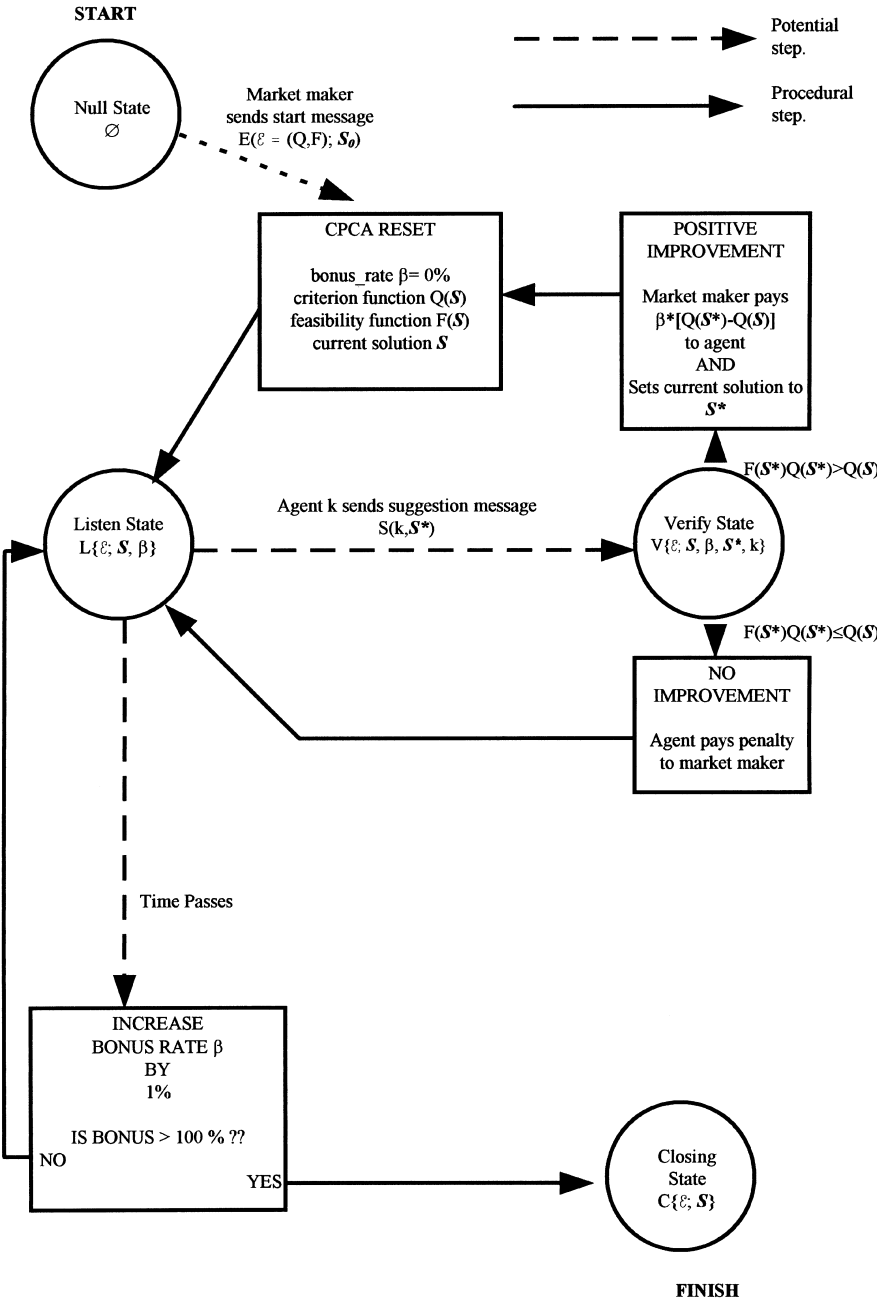 START
Null State
∅
Market maker
sends start message
E(ℰ = (Q,F); S₀)
Potential
step.
Procedural
step.
CPCA RESET
bonus_rate β= 0%
criterion function Q(S)
feasibility function F(S)
current solution S
POSITIVE
IMPROVEMENT
Market maker pays
β*[Q(S*)-Q(S)]
to agent
AND
Sets current solution to
S*
F(S*)Q(S*)>Q(S)
Listen State
L{ℰ; S, β}
Agent k sends suggestion message
S(k,S*)
Verify State
V{ℰ; S, β, S*, k}
F(S*)Q(S*)≤Q(S)
NO
IMPROVEMENT
Agent pays penalty
to market maker
Time Passes
INCREASE
BONUS RATE β
BY
1%
IS BONUS > 100 % ??
NO
YES
Closing
State
C{ℰ; S}
FINISH